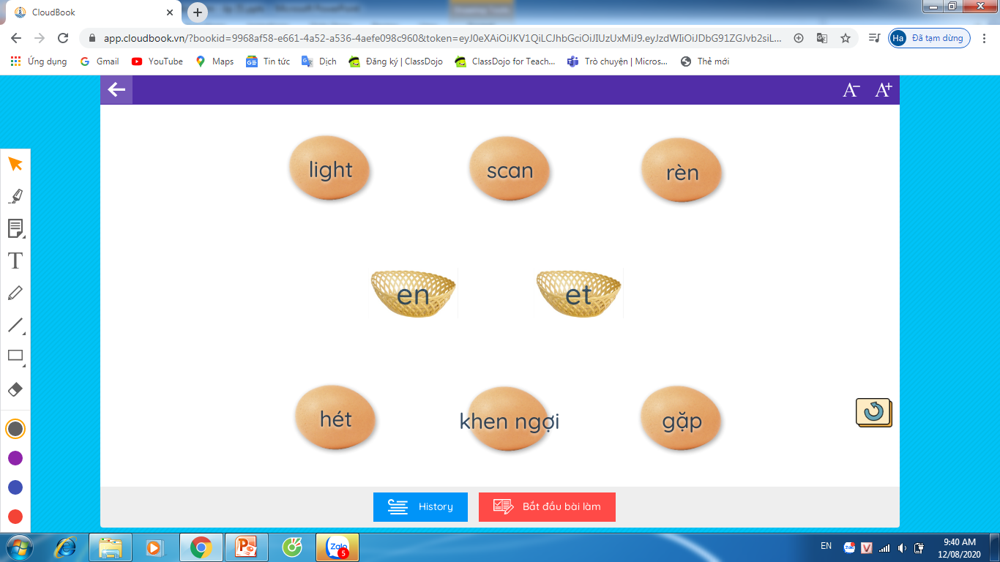 CloudBook
app.cloudbook.vn/?bookid=9968af58-e661-4a52-a536-4aefe098c960&token=eyJ0eXAiOiJKV1QiLCJhbGciOiJIUzUxMiJ9.eyJzdWIiOiJDbG91ZGJvb2siL...
Ha Đã tạm dừng
Ứng dụng Gmail YouTube Maps Tin tức Dịch Đăng ký | ClassDojo ClassDojo for Teach... Trò chuyện | Micros... Thẻ mới
A- A+
light scan rèn
en et
hét khen ngợi gặp
T
History Bắt đầu bài làm
Zalo 5 EN Zalo V 9:40 AM
12/08/2020